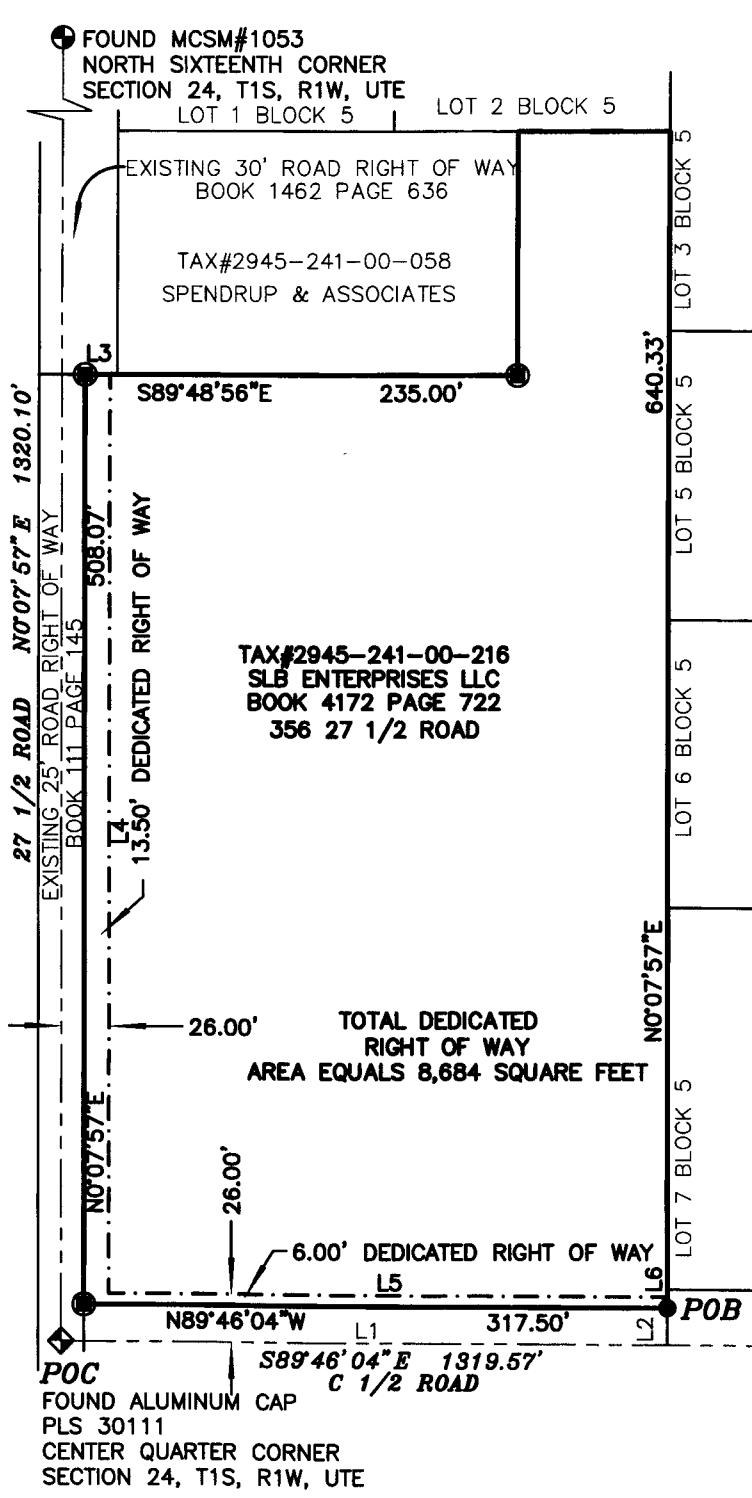 FOUND MCSM#1053
NORTH SIXTEENTH CORNER
SECTION 24, T1S, R1W, UTE
LOT 1 BLOCK 5
LOT 2 BLOCK 5
EXISTING 30' ROAD RIGHT OF WAY
BOOK 1462 PAGE 636
TAX#2945-241-00-058
SPENDRUP & ASSOCIATES
LOT 3 BLOCK 5
L3
S89°48'56"E
235.00'
640.33'
LOT 5 BLOCK 5
27 1/2 ROAD N0°07'57"E 1320.10'
EXISTING 25' ROAD RIGHT OF WAY
BOOK 111 PAGE 145
508.07'
L4
13.50' DEDICATED RIGHT OF WAY
TAX#2945-241-00-216
SLB ENTERPRISES LLC
BOOK 4172 PAGE 722
356 27 1/2 ROAD
LOT 6 BLOCK 5
N0°07'57"E
26.00'
TOTAL DEDICATED
RIGHT OF WAY
AREA EQUALS 8,684 SQUARE FEET
N0°07'57"E
26.00'
LOT 7 BLOCK 5
6.00' DEDICATED RIGHT OF WAY
L5
L6
N89°46'04"W
317.50'
POB
L1
L2
S89°46'04"E 1319.57'
C 1/2 ROAD
POC
FOUND ALUMINUM CAP
PLS 30111
CENTER QUARTER CORNER
SECTION 24, T1S, R1W, UTE